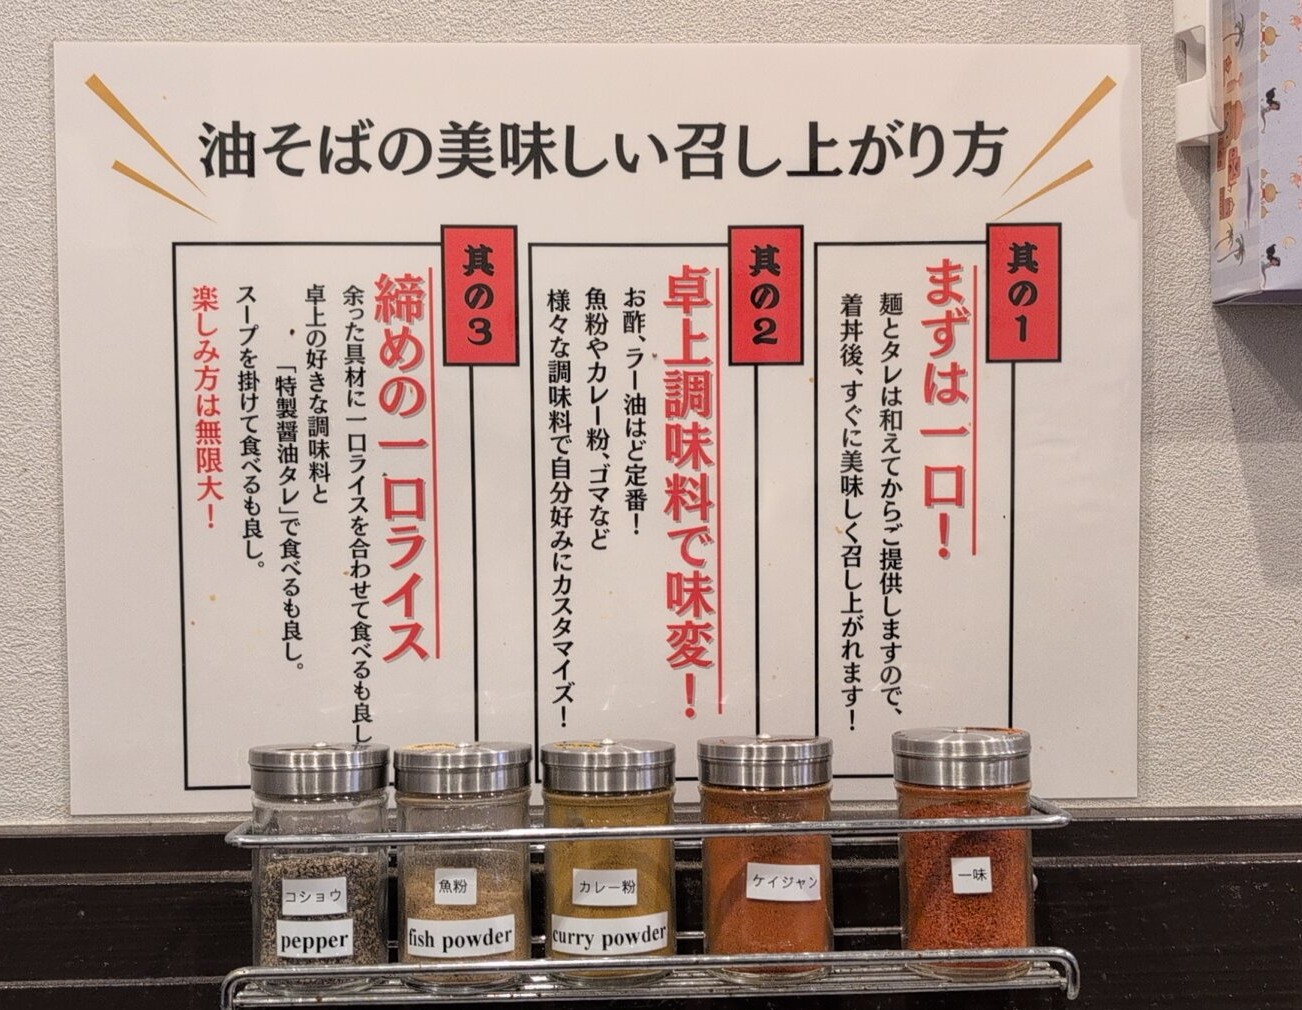 油そばの美味しい召し上がり方
其の1
まずは一口！
麺とタレは和えてからご提供しますので、
着丼後、すぐに美味しく召し上がれます！
其の2
卓上調味料で味変！
お酢、ラー油はど定番！
魚粉やカレー粉、ゴマなど
様々な調味料で自分好みにカスタマイズ！
其の3
締めの一口ライス
余った具材に一口ライスを合わせて食べるも良し
卓上の好きな調味料と
「特製醤油タレ」で食べるも良し。
スープを掛けて食べるも良し。
楽しみ方は無限大！
コショウ
pepper
魚粉
fish powder
カレー粉
curry powder
ケイジャン
一味